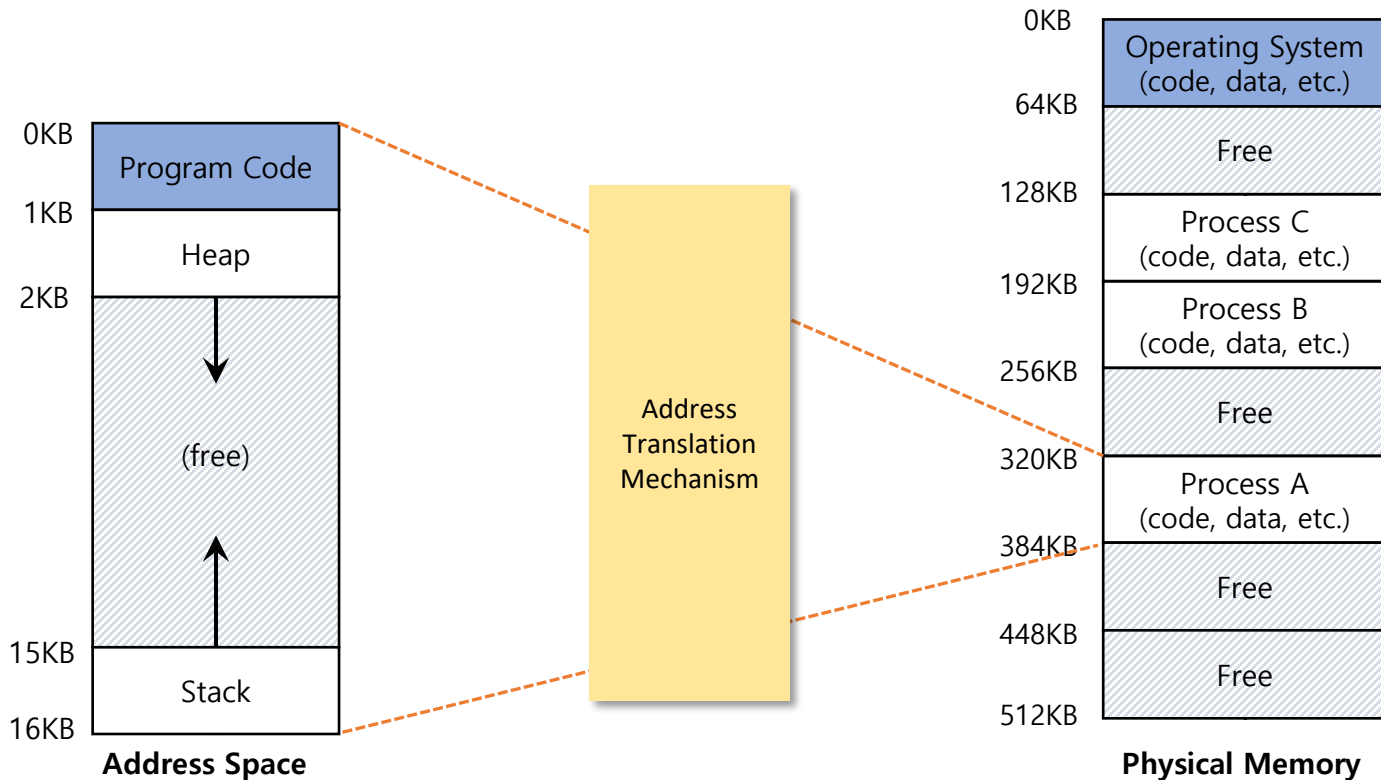 0KB
Program Code
1KB
Heap
2KB
(free)
15KB
Stack
16KB
Address Space
Address
Translation
Mechanism
0KB
Operating System
(code, data, etc.)
64KB
Free
128KB
Process C
(code, data, etc.)
192KB
Process B
(code, data, etc.)
256KB
Free
320KB
Process A
(code, data, etc.)
384KB
Free
448KB
Free
512KB
Physical Memory